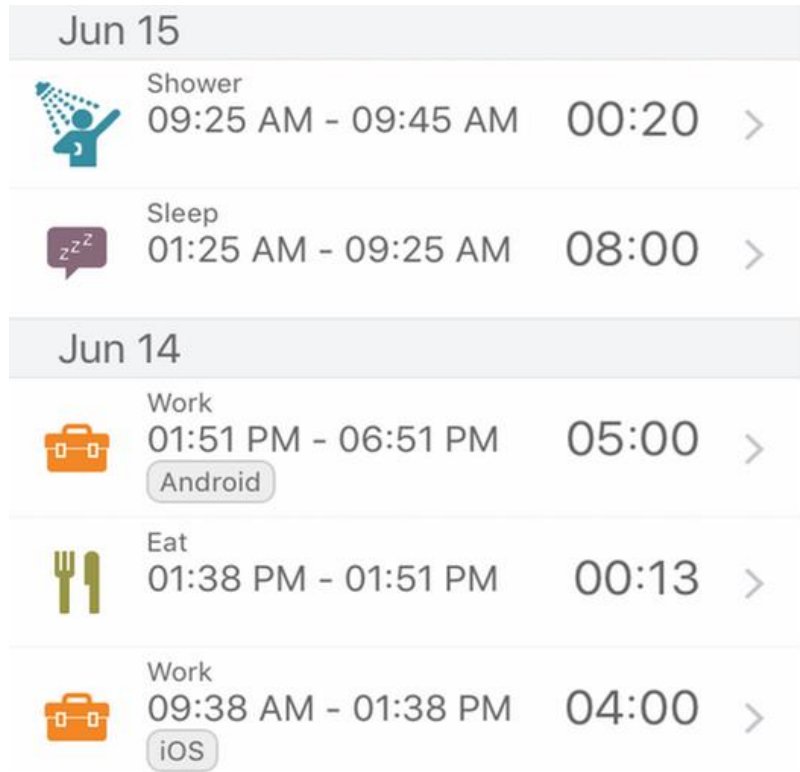 Jun 15
Shower
09:25 AM - 09:45 AM 00:20
zzz
Sleep
01:25 AM - 09:25 AM 08:00
Jun 14
Work
01:51 PM - 06:51 PM 05:00
Android
Eat
01:38 PM - 01:51 PM 00:13
Work
09:38 AM - 01:38 PM 04:00
iOS